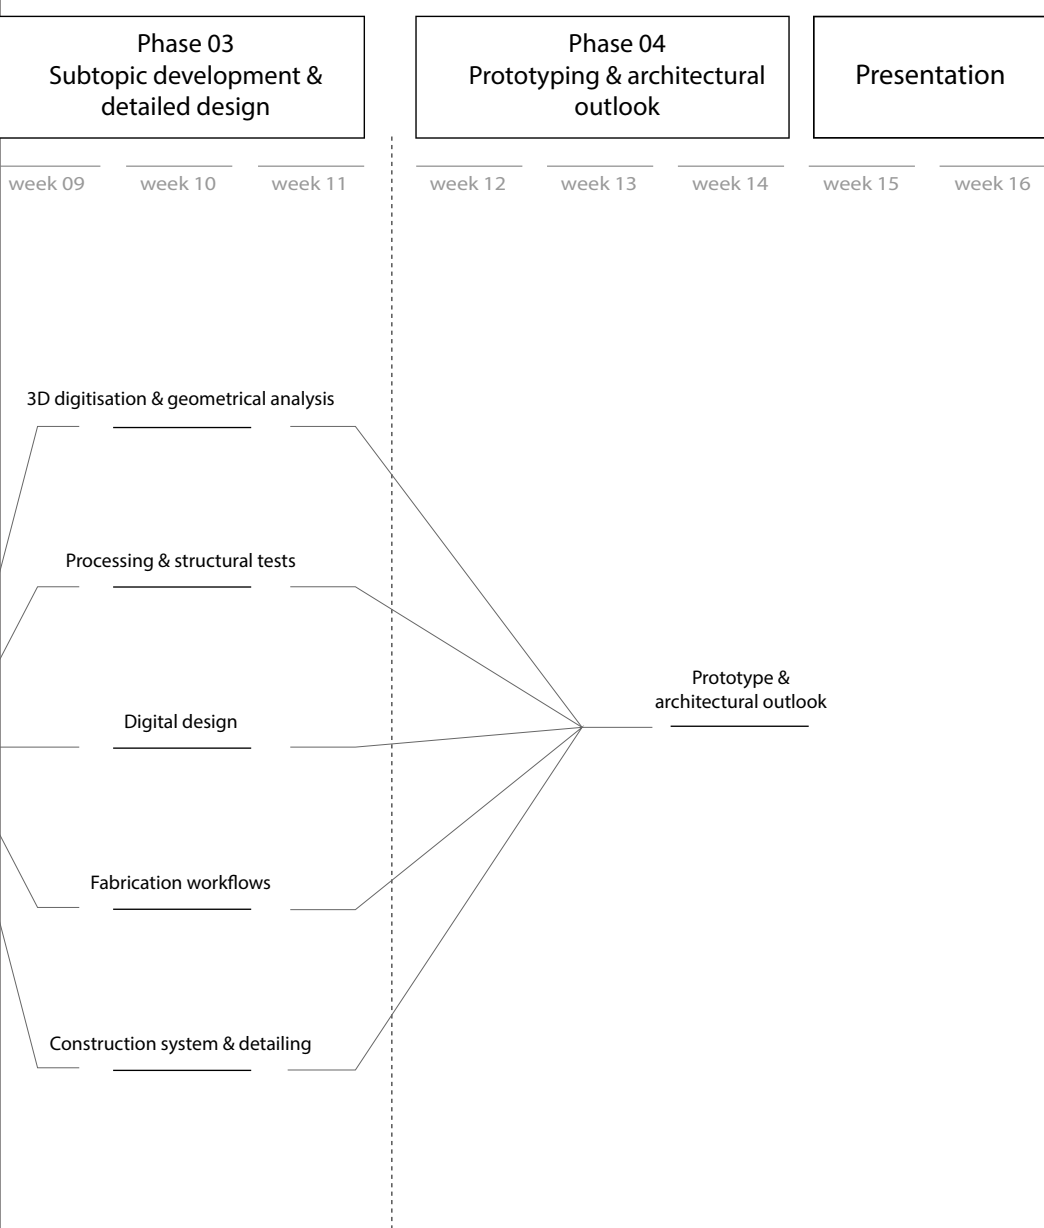 Phase 03
Subtopic development &
detailed design
Phase 04
Prototyping & architectural
outlook
Presentation
week 09
week 10
week 11
week 12
week 13
week 14
week 15
week 16
3D digitisation & geometrical analysis
Processing & structural tests
Prototype &
architectural outlook
Digital design
Fabrication workflows
Construction system & detailing